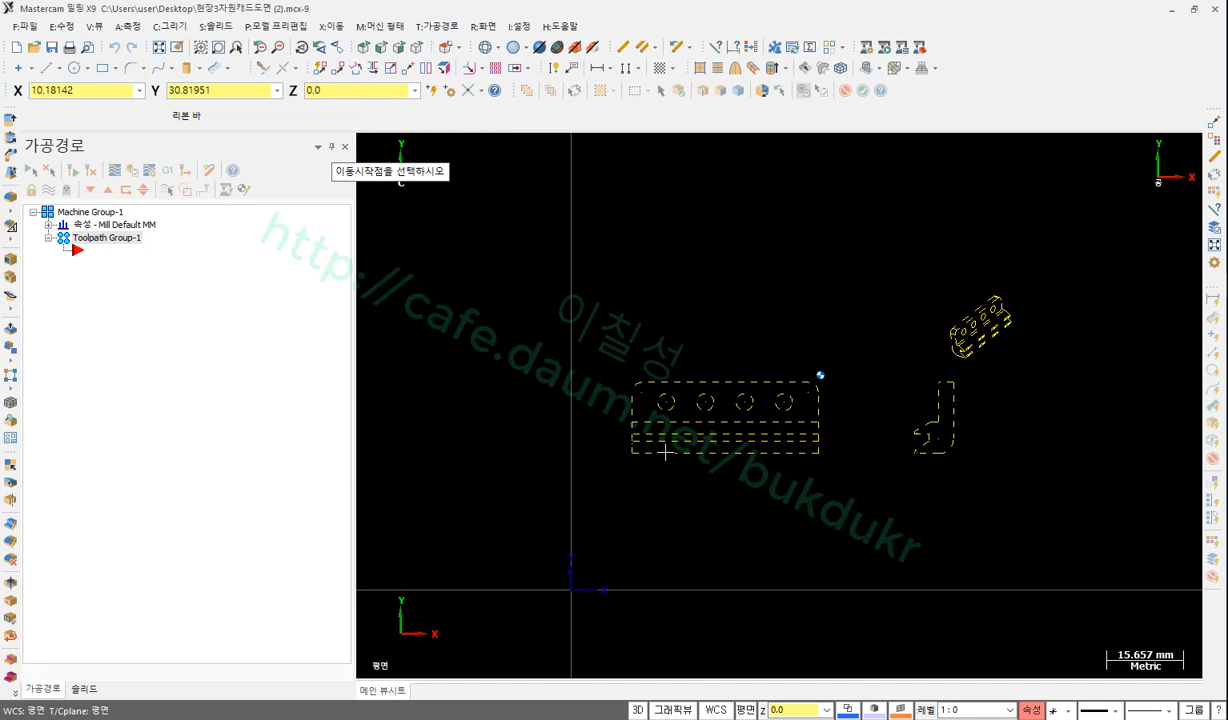 Mastercam 밀링 X9 C:\Users\user\Desktop\현장3차원캐드도면 (2).mcx-9
F:파일 E:수정 V:뷰 A:측정 C:그리기 S:솔리드 P:모델 프리피업 X:이동 M:머신 형태 T:가공경로 R:화면 I:설정 H:도움말
X 10.18142 Y 30.81951 Z 0.0
리본 바
가공경로
G1
이동시작점을 선택하시오
Machine Group-1
속성 - Mill Default MM
Toolpath Group-1
Y
Y
X
http://cafe.daum.net/bukdukr
이칠성
Y
X
평면
15.657 mm
Metric
가공경로 솔리드
메인 뷰시트
WCS: 평면 T/Cplane: 평면
3D 그래픽뷰 WCS 평면 Z 0.0 레벨 1 : 0 속성 그룹 ?